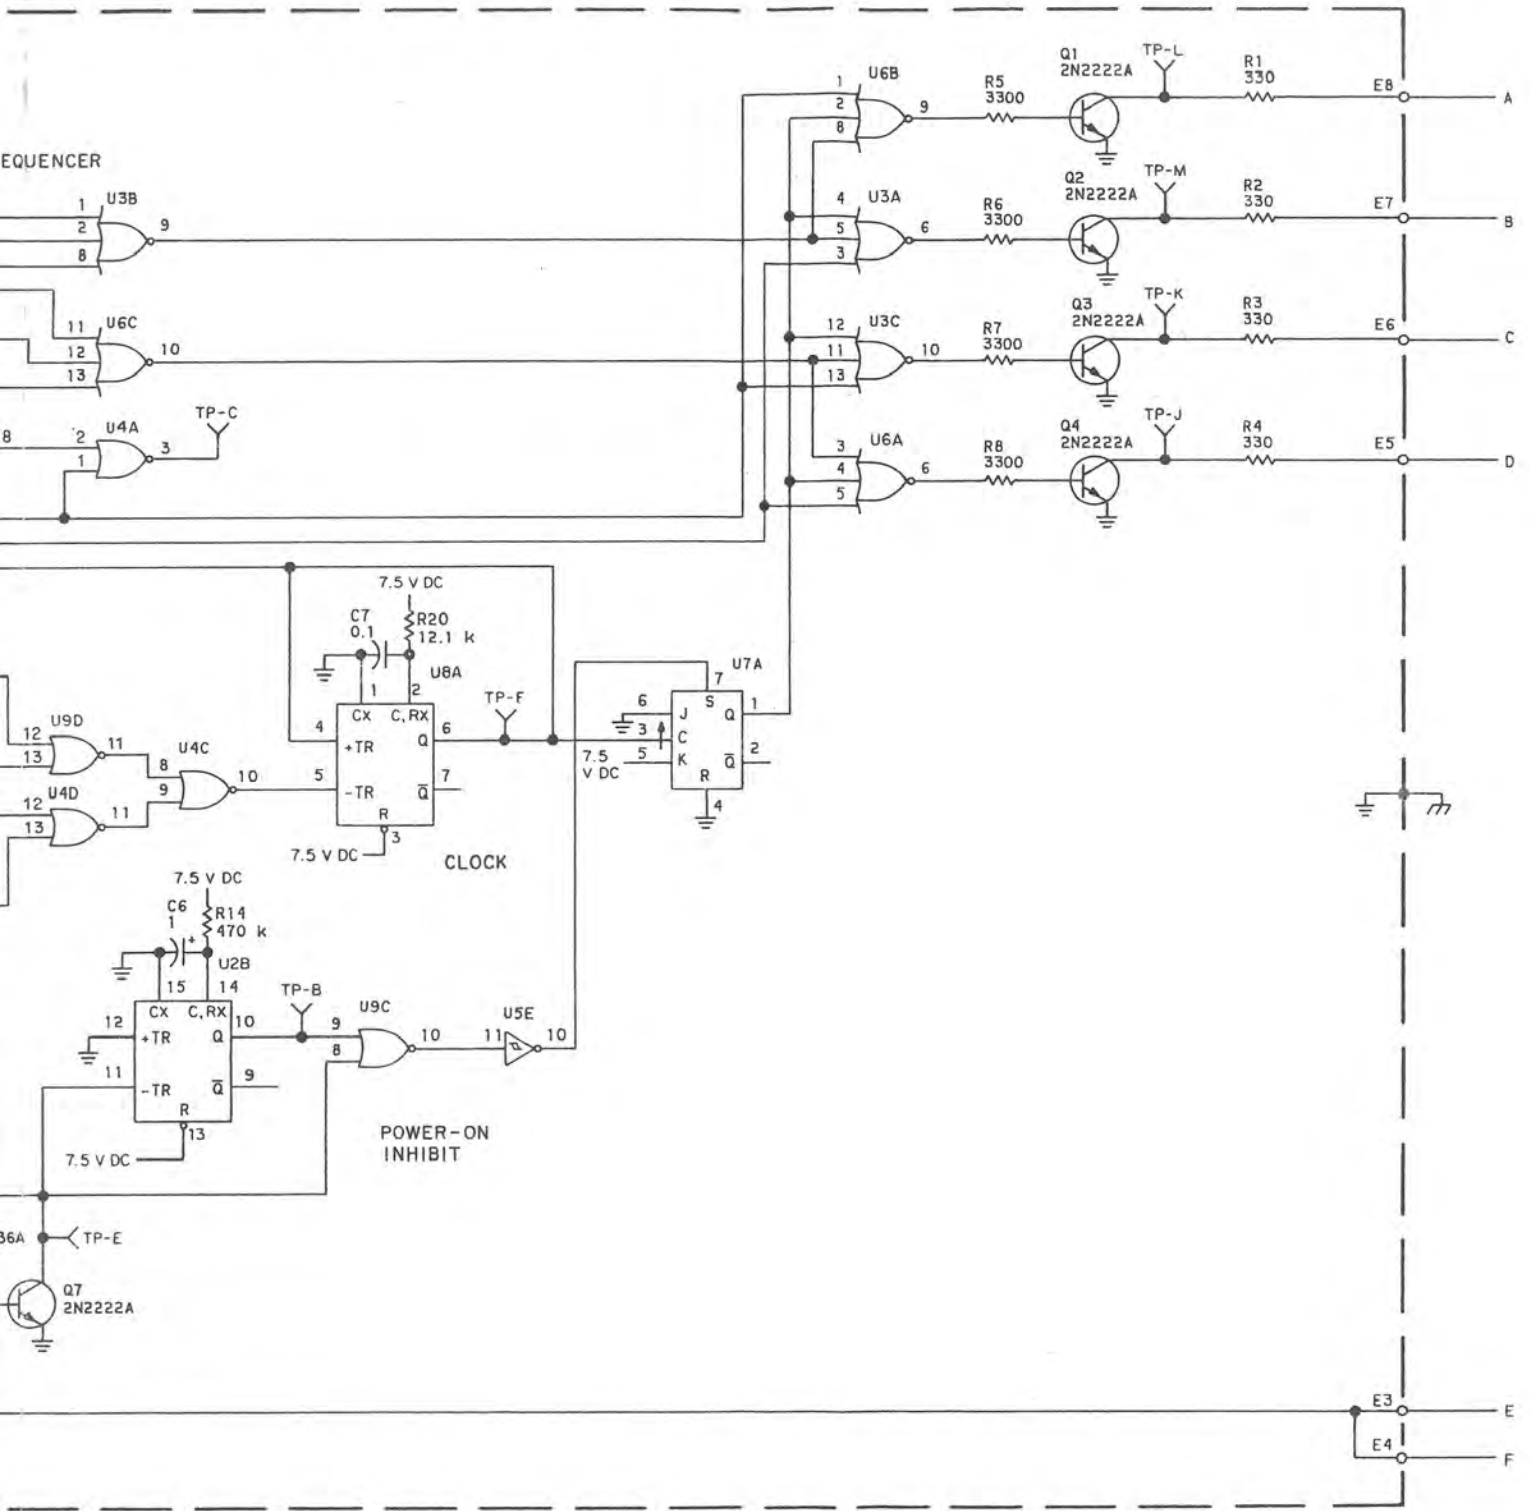 Q1
2N2222A
TP-L
R1
330
E8
A
U6B
1
2
8
9
R5
3300
EQUENCER
U3B
1
2
8
9
U3A
4
5
3
6
R6
3300
Q2
2N2222A
TP-M
R2
330
E7
B
U6C
11
12
13
10
U3C
12
11
13
10
R7
3300
Q3
2N2222A
TP-K
R3
330
E6
C
8
U4A
2
1
3
TP-C
U6A
3
4
5
6
R8
3300
Q4
2N2222A
TP-J
R4
330
E5
D
7.5 V DC
C7
0.1
R20
12.1 k
U8A
1
2
CX
C,RX
4
+TR
Q
6
TP-F
5
-TR
Q̅
7
R
3
7.5 V DC
CLOCK
U7A
7
S
6
J
Q
1
3
C
7.5
V DC
5
K
Q̅
2
R
4
U9D
12
13
11
U4C
8
9
10
U4D
12
13
11
7.5 V DC
C6
1
+
R14
470 k
U2B
15
14
CX
C,RX
12
+TR
Q
10
TP-B
11
-TR
Q̅
9
R
13
7.5 V DC
U9C
9
8
10
U5E
11
10
POWER-ON
INHIBIT
36A
TP-E
Q7
2N2222A
E3
E
E4
F